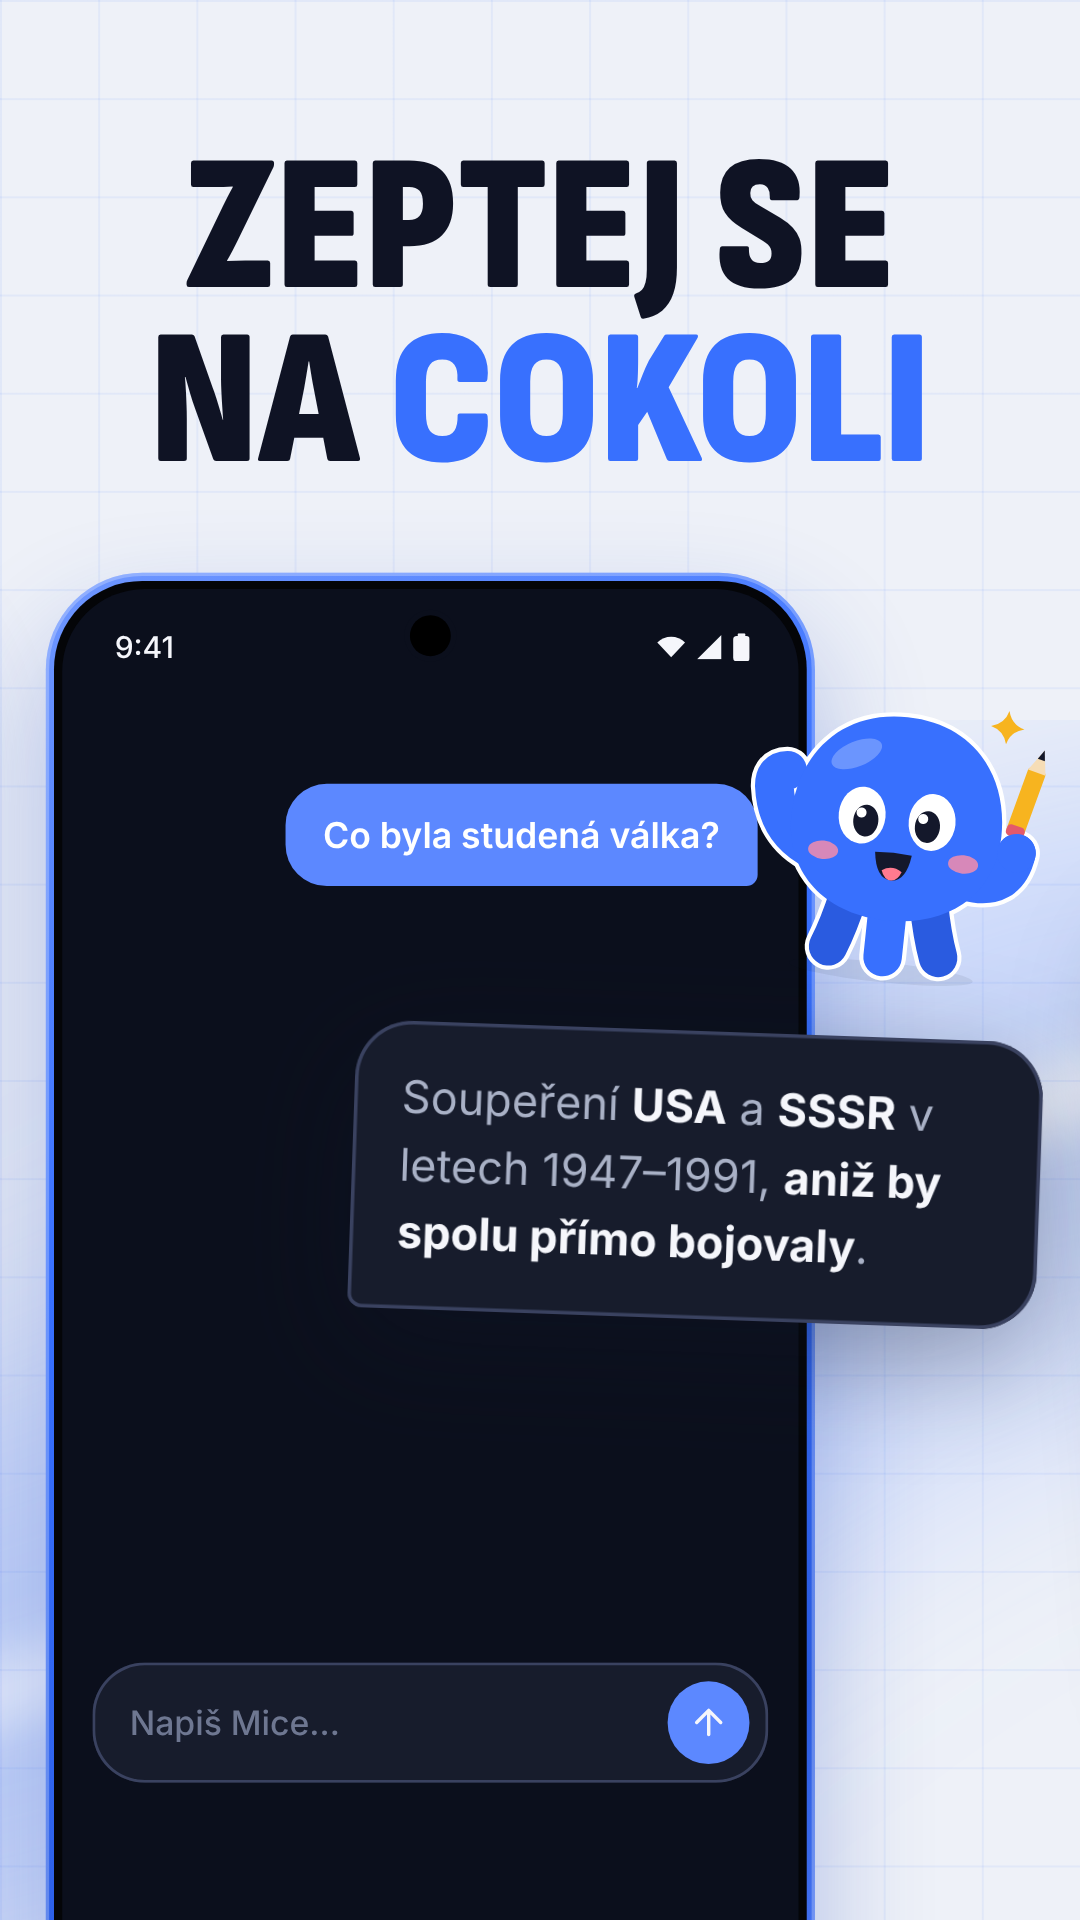 ZEPTEJ SE
NA COKOLI
9:41
Co byla studená válka?
Soupeření USA a SSSR v
letech 1947–1991, aniž by
spolu přímo bojovaly.
Napiš Mice...